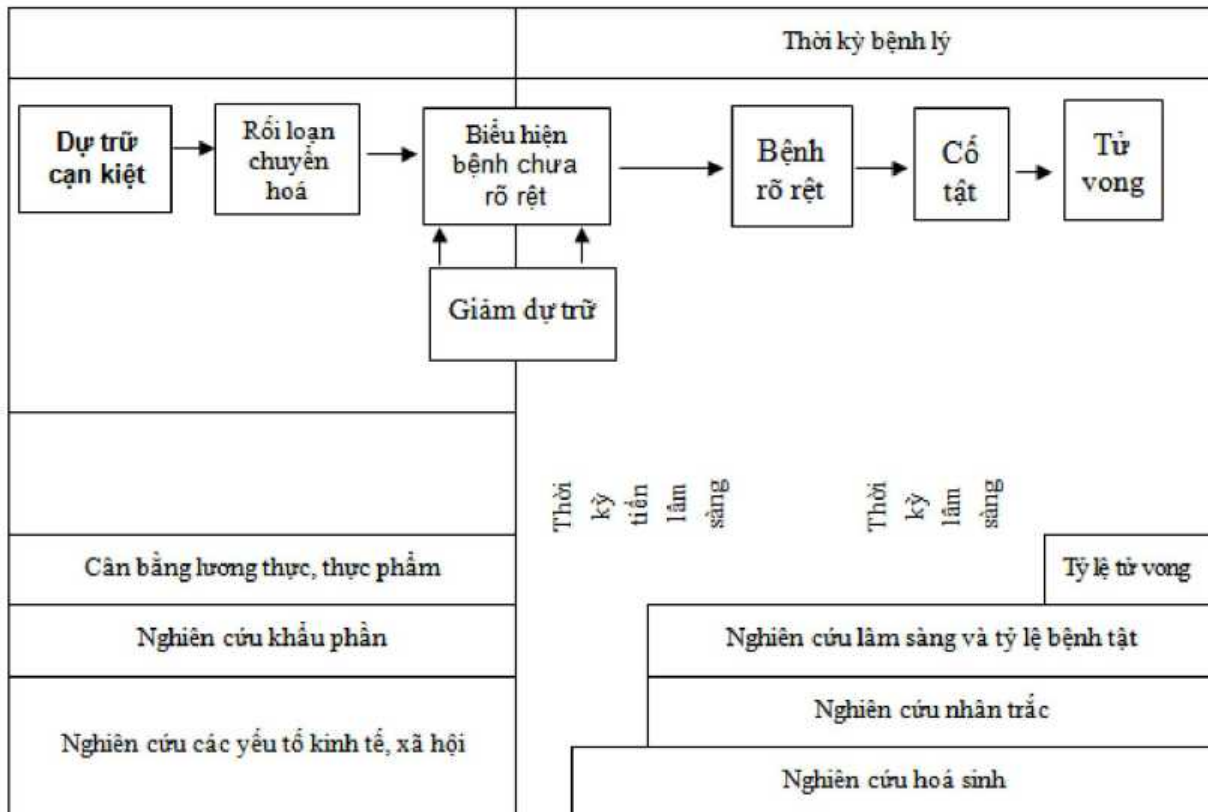 Thời kỳ bệnh lý
Dự trữ
cạn kiệt
Rối loạn
chuyển
hoá
Biểu hiện
bệnh chưa
rõ rệt
Bệnh
rõ rệt
Cố
tật
Tử
vong
Giảm dự trữ
Thời
kỳ
tiền
lâm
sàng
Thời
kỳ
lâm
sàng
Cân bằng lương thực, thực phẩm
Tỷ lệ tử vong
Nghiên cứu khẩu phần
Nghiên cứu lâm sàng và tỷ lệ bệnh tật
Nghiên cứu các yếu tố kinh tế, xã hội
Nghiên cứu nhân trắc
Nghiên cứu hoá sinh